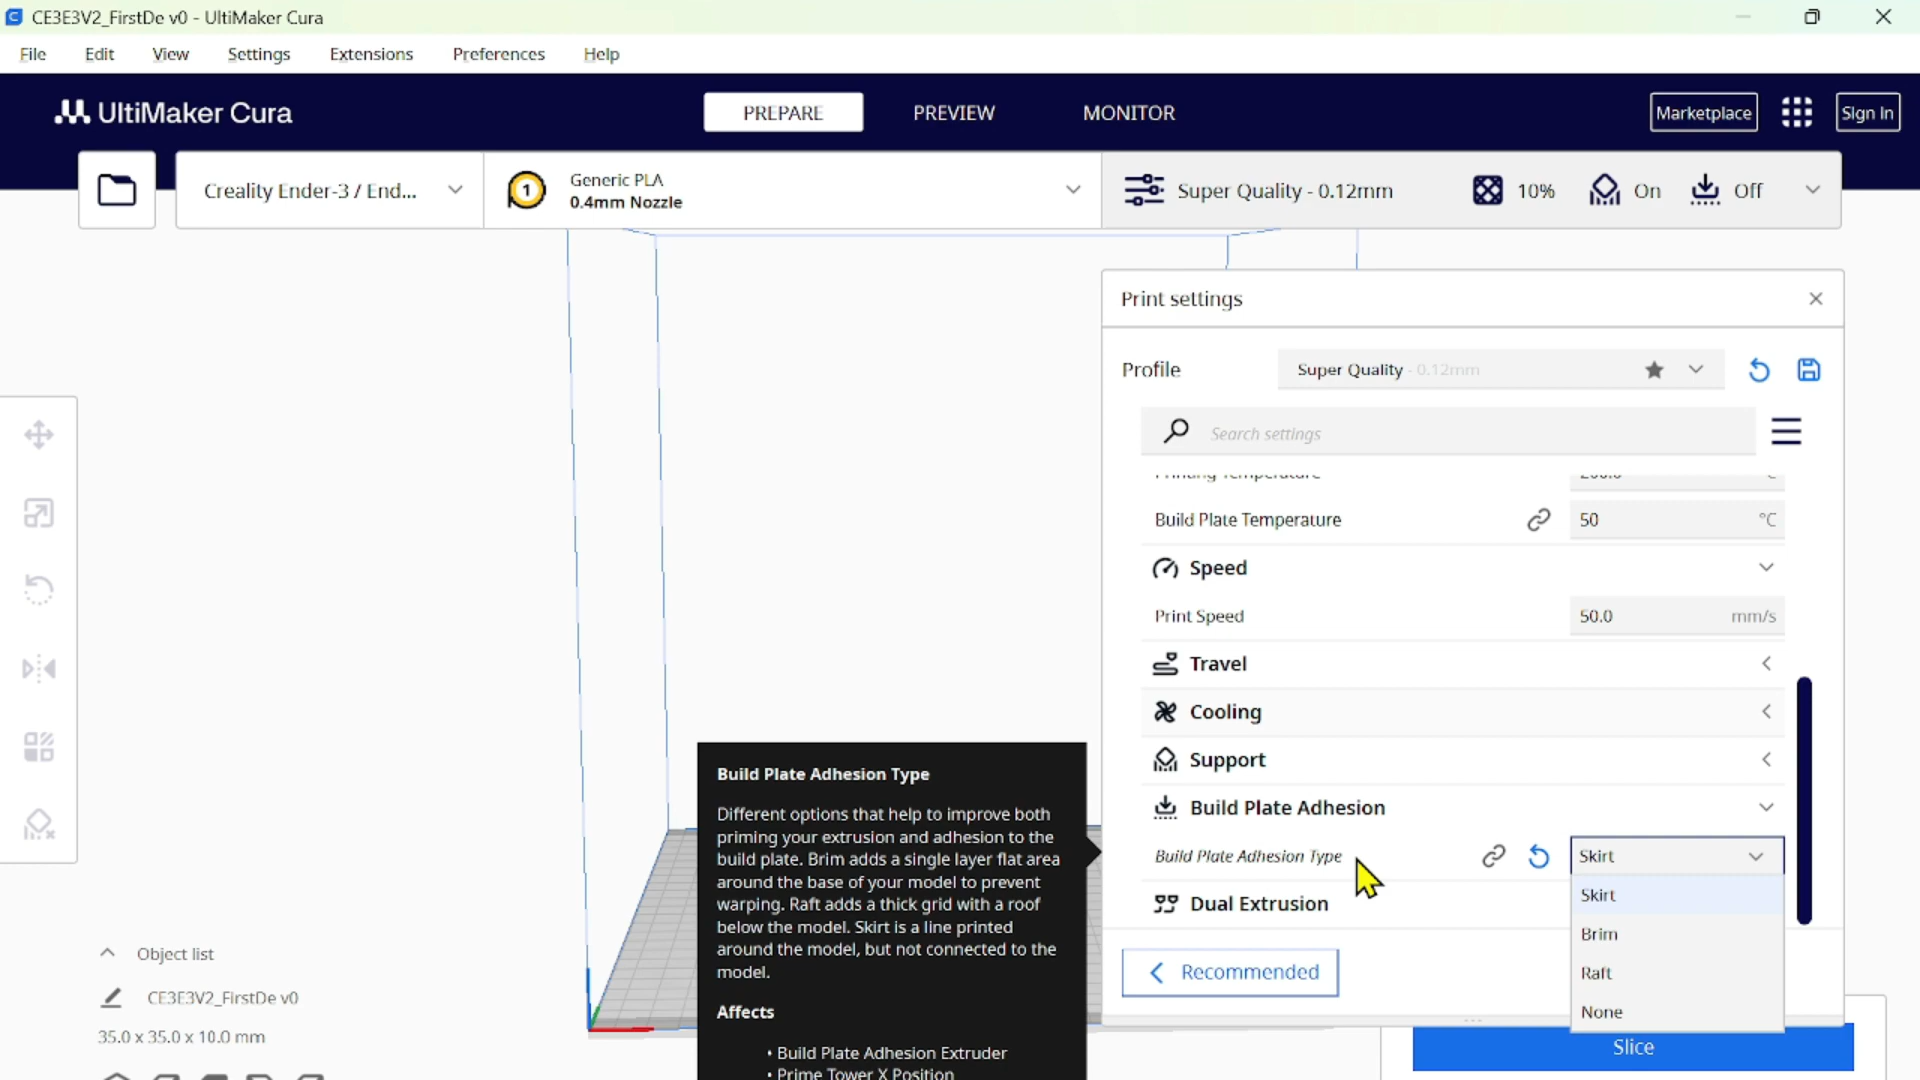 CE3E3V2_FirstDe v0 - UltiMaker Cura
File Edit View Settings Extensions Preferences Help
UltiMaker Cura PREPARE PREVIEW MONITOR Marketplace Sign In
Creality Ender-3 / End... 1 Generic PLA
0.4mm Nozzle
Super Quality - 0.12mm 10% On Off
Print settings
Profile Super Quality - 0.12mm
Search settings
Printing Temperature 200.0 °C
Build Plate Temperature 50 °C
Speed
Print Speed 50.0 mm/s
Travel
Cooling
Support
Build Plate Adhesion
Build Plate Adhesion Type Skirt
Skirt
Brim
Raft
None
Dual Extrusion
Recommended
Slice
Build Plate Adhesion Type
Different options that help to improve both
priming your extrusion and adhesion to the
build plate. Brim adds a single layer flat area
around the base of your model to prevent
warping. Raft adds a thick grid with a roof
below the model. Skirt is a line printed
around the model, but not connected to the
model.
Affects
• Build Plate Adhesion Extruder
• Prime Tower X Position
Object list
CE3E3V2_FirstDe v0
35.0 x 35.0 x 10.0 mm